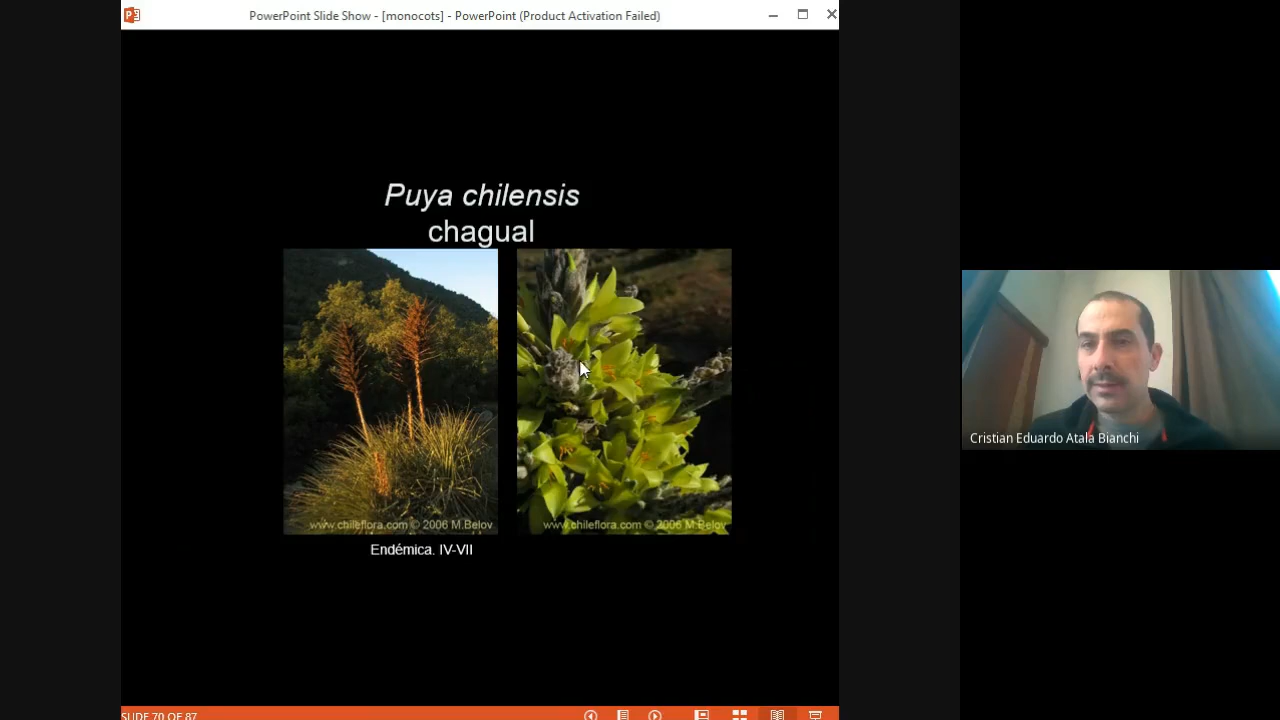 PowerPoint Slide Show - [monocots] - PowerPoint (Product Activation Failed)
Puya chilensis
chagual
www.chileflora.com © 2006 M.Belov
www.chileflora.com © 2006 M.Belov
Endémica. IV-VII
Cristian Eduardo Atala Bianchi
SLIDE 70 OF 87